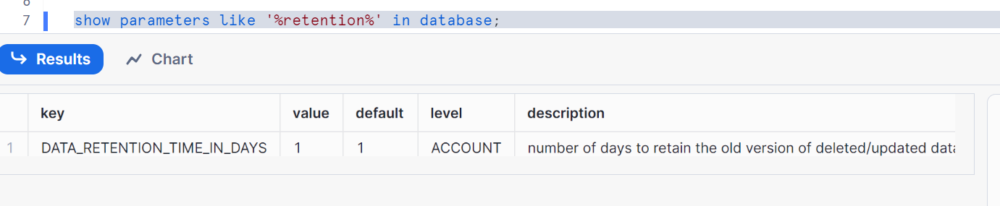 6
7 show parameters like '%retention%' in database;
Results Chart
key value default level description
1 DATA_RETENTION_TIME_IN_DAYS 1 1 ACCOUNT number of days to retain the old version of deleted/updated data